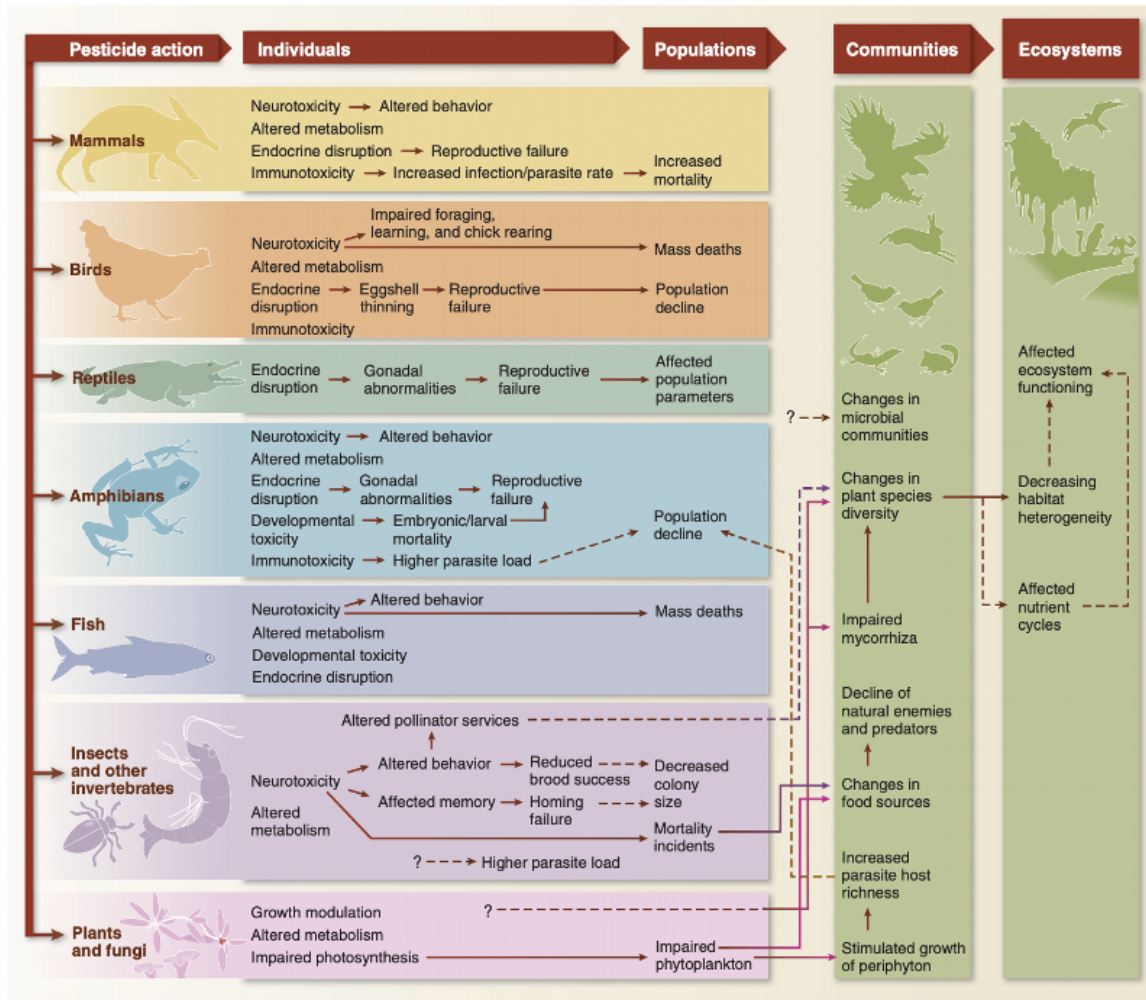 Pesticide action
Individuals
Populations
Communities
Ecosystems
Mammals
Neurotoxicity
Altered behavior
Altered metabolism
Endocrine disruption
Reproductive failure
Immunotoxicity
Increased infection/parasite rate
Increased
mortality
Birds
Neurotoxicity
Impaired foraging,
learning, and chick rearing
Mass deaths
Altered metabolism
Endocrine
disruption
Eggshell
thinning
Reproductive
failure
Population
decline
Immunotoxicity
Reptiles
Endocrine
disruption
Gonadal
abnormalities
Reproductive
failure
Affected
population
parameters
Amphibians
Neurotoxicity
Altered behavior
Altered metabolism
Endocrine
disruption
Gonadal
abnormalities
Reproductive
failure
Developmental
toxicity
Embryonic/larval
mortality
Immunotoxicity
Higher parasite load
Population
decline
Fish
Neurotoxicity
Altered behavior
Mass deaths
Altered metabolism
Developmental toxicity
Endocrine disruption
Insects
and other
invertebrates
Altered pollinator services
Neurotoxicity
Altered behavior
Reduced
brood success
Decreased
colony
size
Affected memory
Homing
failure
Altered
metabolism
Mortality
incidents
?
Higher parasite load
Plants
and fungi
Growth modulation
?
Altered metabolism
Impaired photosynthesis
Impaired
phytoplankton
?
Changes in
microbial
communities
Changes in
plant species
diversity
Impaired
mycorrhiza
Decline of
natural enemies
and predators
Changes in
food sources
Increased
parasite host
richness
Stimulated growth
of periphyton
Affected
ecosystem
functioning
Decreasing
habitat
heterogeneity
Affected
nutrient
cycles